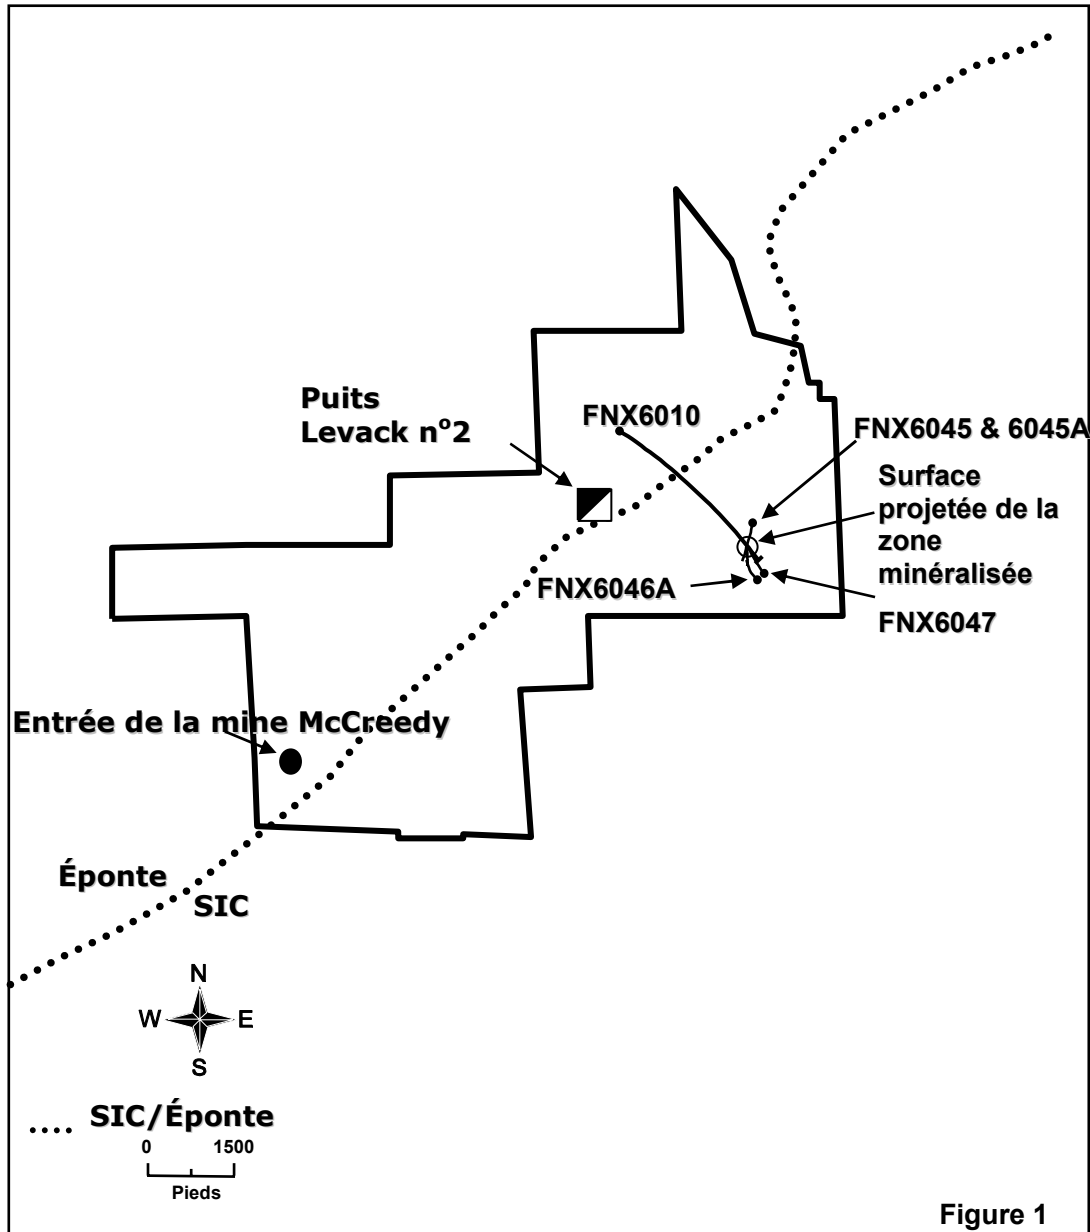 Puits
Levack n°2
FNX6010
FNX6045 & 6045A
Surface
projetée de la
zone
minéralisée
FNX6046A
FNX6047
Entrée de la mine McCreedy
Éponte
SIC
N
W E
S
SIC/Éponte
0 1500
Pieds
Figure 1